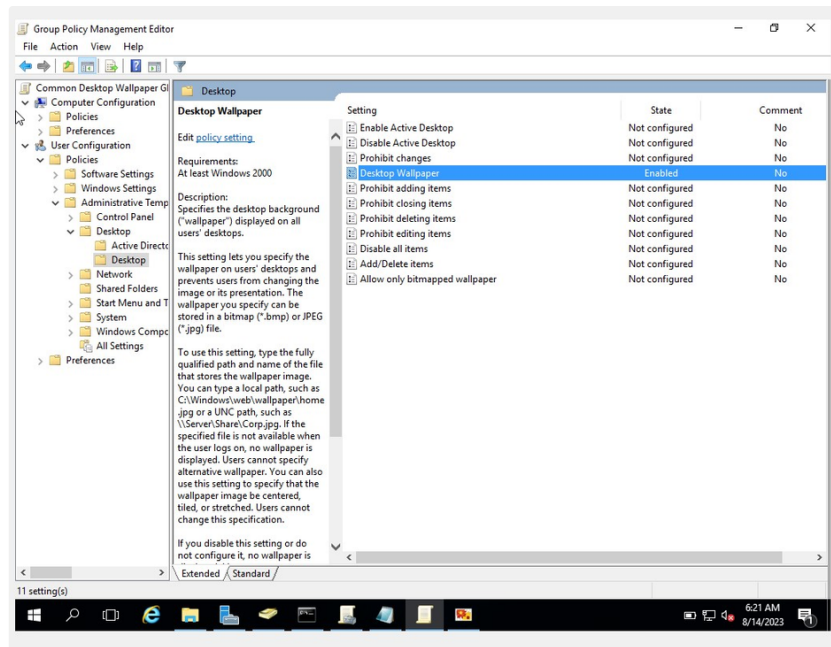 Group Policy Management Editor
File Action View Help
Common Desktop Wallpaper Gl
Computer Configuration
Policies
Preferences
User Configuration
Policies
Software Settings
Windows Settings
Administrative Temp
Control Panel
Desktop
Active Directo
Desktop
Network
Shared Folders
Start Menu and T
System
Windows Compo
All Settings
Preferences
Desktop
Desktop Wallpaper
Edit policy setting
Requirements:
At least Windows 2000
Description:
Specifies the desktop background
("wallpaper") displayed on all
users' desktops.
This setting lets you specify the
wallpaper on users' desktops and
prevents users from changing the
image or its presentation. The
wallpaper you specify can be
stored in a bitmap (*.bmp) or JPEG
(*.jpg) file.
To use this setting, type the fully
qualified path and name of the file
that stores the wallpaper image.
You can type a local path, such as
C:\Windows\web\wallpaper\home
.jpg or a UNC path, such as
\\Server\Share\Corp.jpg. If the
specified file is not available when
the user logs on, no wallpaper is
displayed. Users cannot specify
alternative wallpaper. You can also
use this setting to specify that the
wallpaper image be centered,
tiled, or stretched. Users cannot
change this specification.
If you disable this setting or do
not configure it, no wallpaper is
Setting State Comment
Enable Active Desktop Not configured No
Disable Active Desktop Not configured No
Prohibit changes Not configured No
Desktop Wallpaper Enabled No
Prohibit adding items Not configured No
Prohibit closing items Not configured No
Prohibit deleting items Not configured No
Prohibit editing items Not configured No
Disable all items Not configured No
Add/Delete items Not configured No
Allow only bitmapped wallpaper Not configured No
Extended Standard
11 setting(s)
6:21 AM
8/14/2023